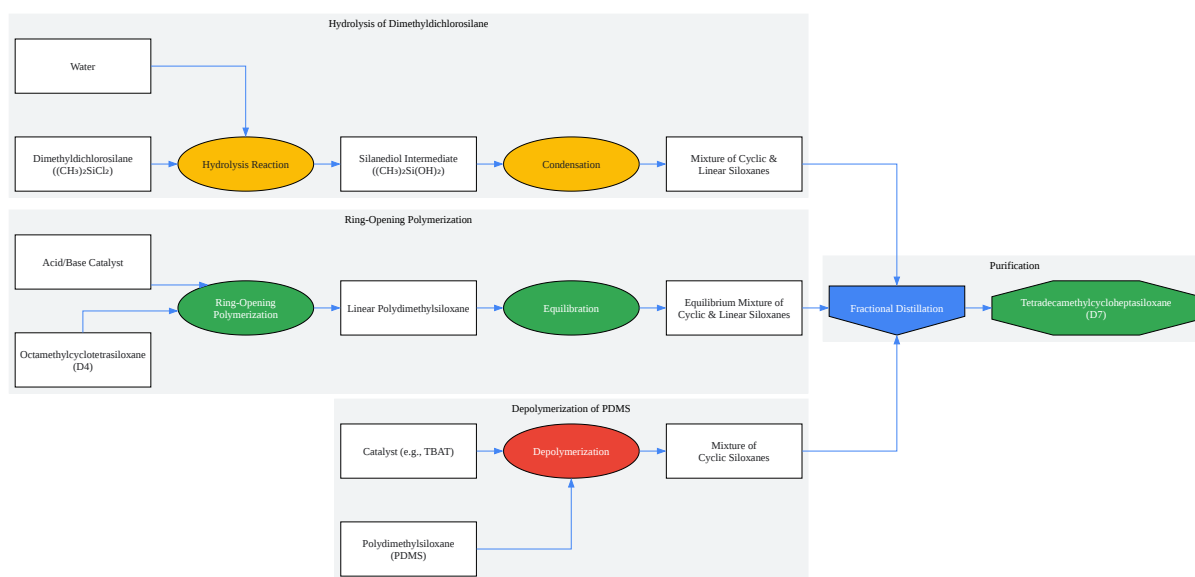 Hydrolysis of Dimethyldichlorosilane
Water
Dimethyldichlorosilane
((CH₃)₂SiCl₂)
Hydrolysis Reaction
Silanediol Intermediate
((CH₃)₂Si(OH)₂)
Condensation
Mixture of Cyclic &
Linear Siloxanes
Ring-Opening Polymerization
Acid/Base Catalyst
Octamethylcyclotetrasiloxane
(D4)
Ring-Opening
Polymerization
Linear Polydimethylsiloxane
Equilibration
Equilibrium Mixture of
Cyclic & Linear Siloxanes
Purification
Fractional Distillation
Tetradecamethylcycloheptasiloxane
(D7)
Depolymerization of PDMS
Catalyst (e.g., TBAT)
Depolymerization
Mixture of
Cyclic Siloxanes
Polydimethylsiloxane
(PDMS)